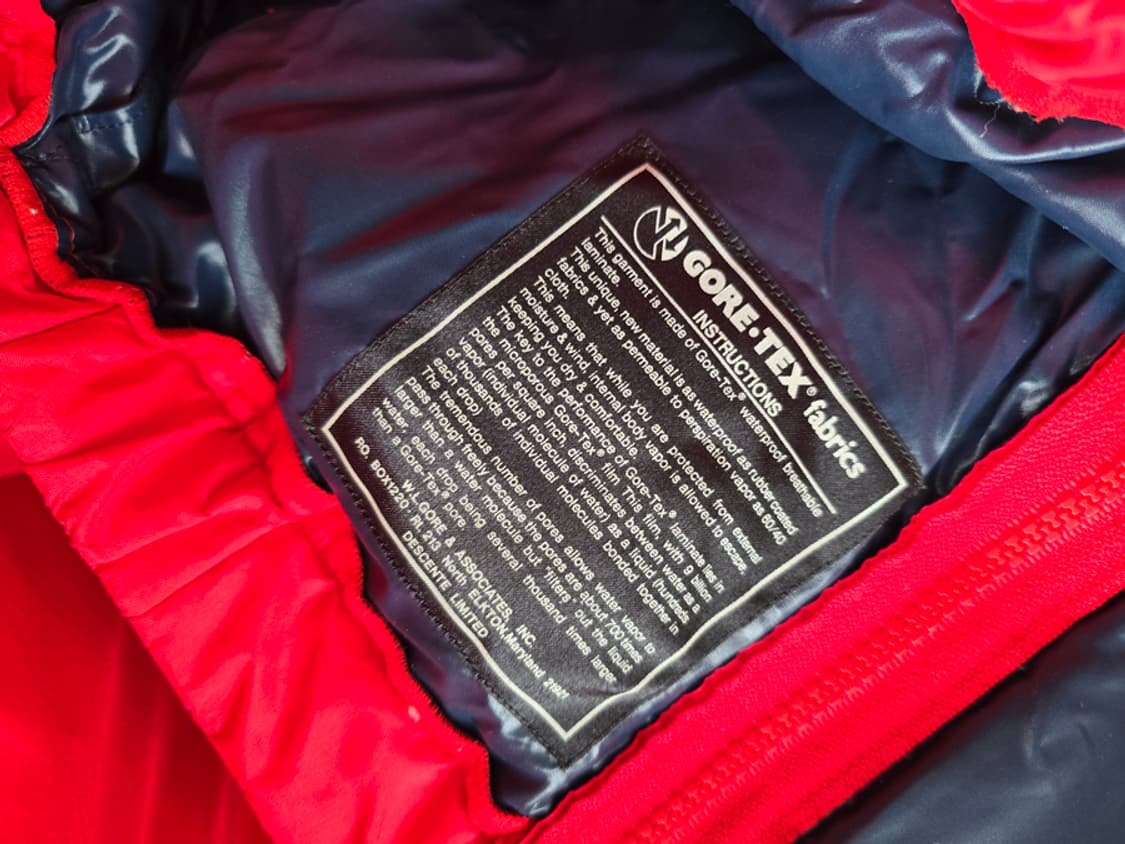 GORE-TEX® fabrics
INSTRUCTIONS
This garment is made of Gore-Tex® waterproof breathable
laminate.
This unique, new material is as waterproof as rubber coated
fabrics & yet as permeable to perspiration vapor as 60/40
cloth.
This means that while you are protected from external
moisture & wind, internal body vapor is allowed to escape,
keeping you dry & comfortable.
The key to the performance of Gore-Tex® laminate lies in
the microporous Gore-Tex® film. This film, with 9 billion
pores per square inch, discriminates between water as a
vapor (individual molecule of water) as a liquid (hundreds
of thousands of individual molecules bonded together in
each drop)
The tremendous number of pores allows water vapor to
pass through freely because the pores are about 700 times
larger than a water molecule but "filters" out the liquid
water, each drop being several thousand times larger
than a Gore-Tex® pore
W.L. GORE & ASSOCIATES, INC.
P.O. BOX 1220 RL 213 North ELKTON, Maryland
DESCENTE LIMITED